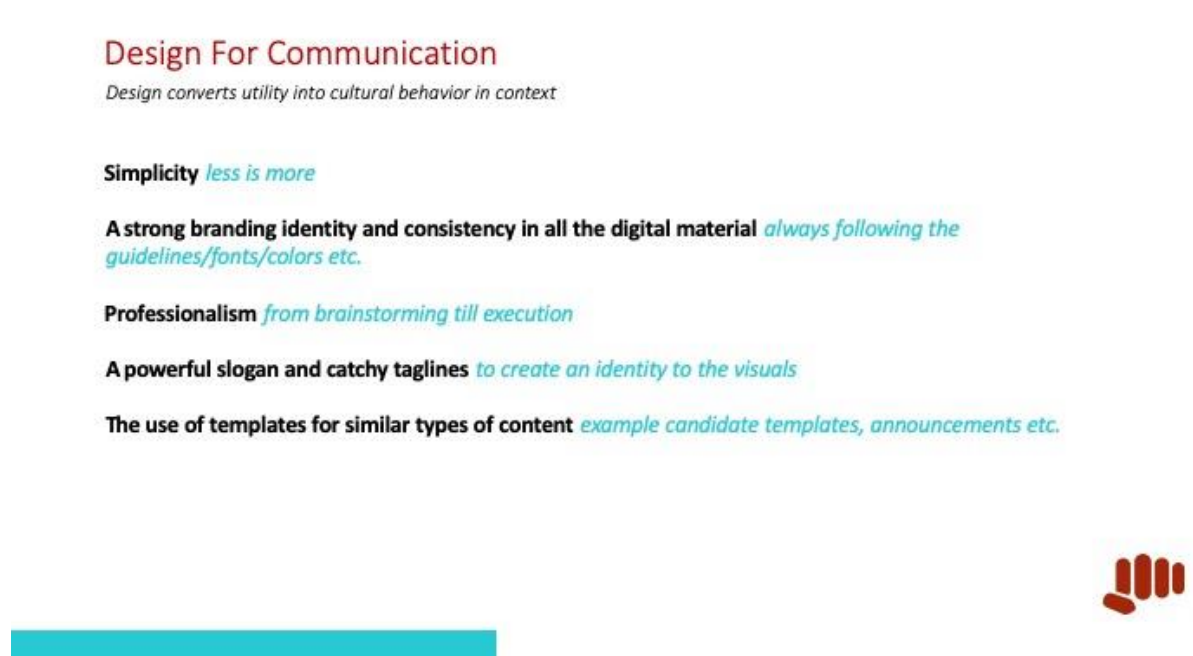 Design For Communication
Design converts utility into cultural behavior in context
Simplicity less is more
A strong branding identity and consistency in all the digital material always following the
guidelines/fonts/colors etc.
Professionalism from brainstorming till execution
A powerful slogan and catchy taglines to create an identity to the visuals
The use of templates for similar types of content example candidate templates, announcements etc.